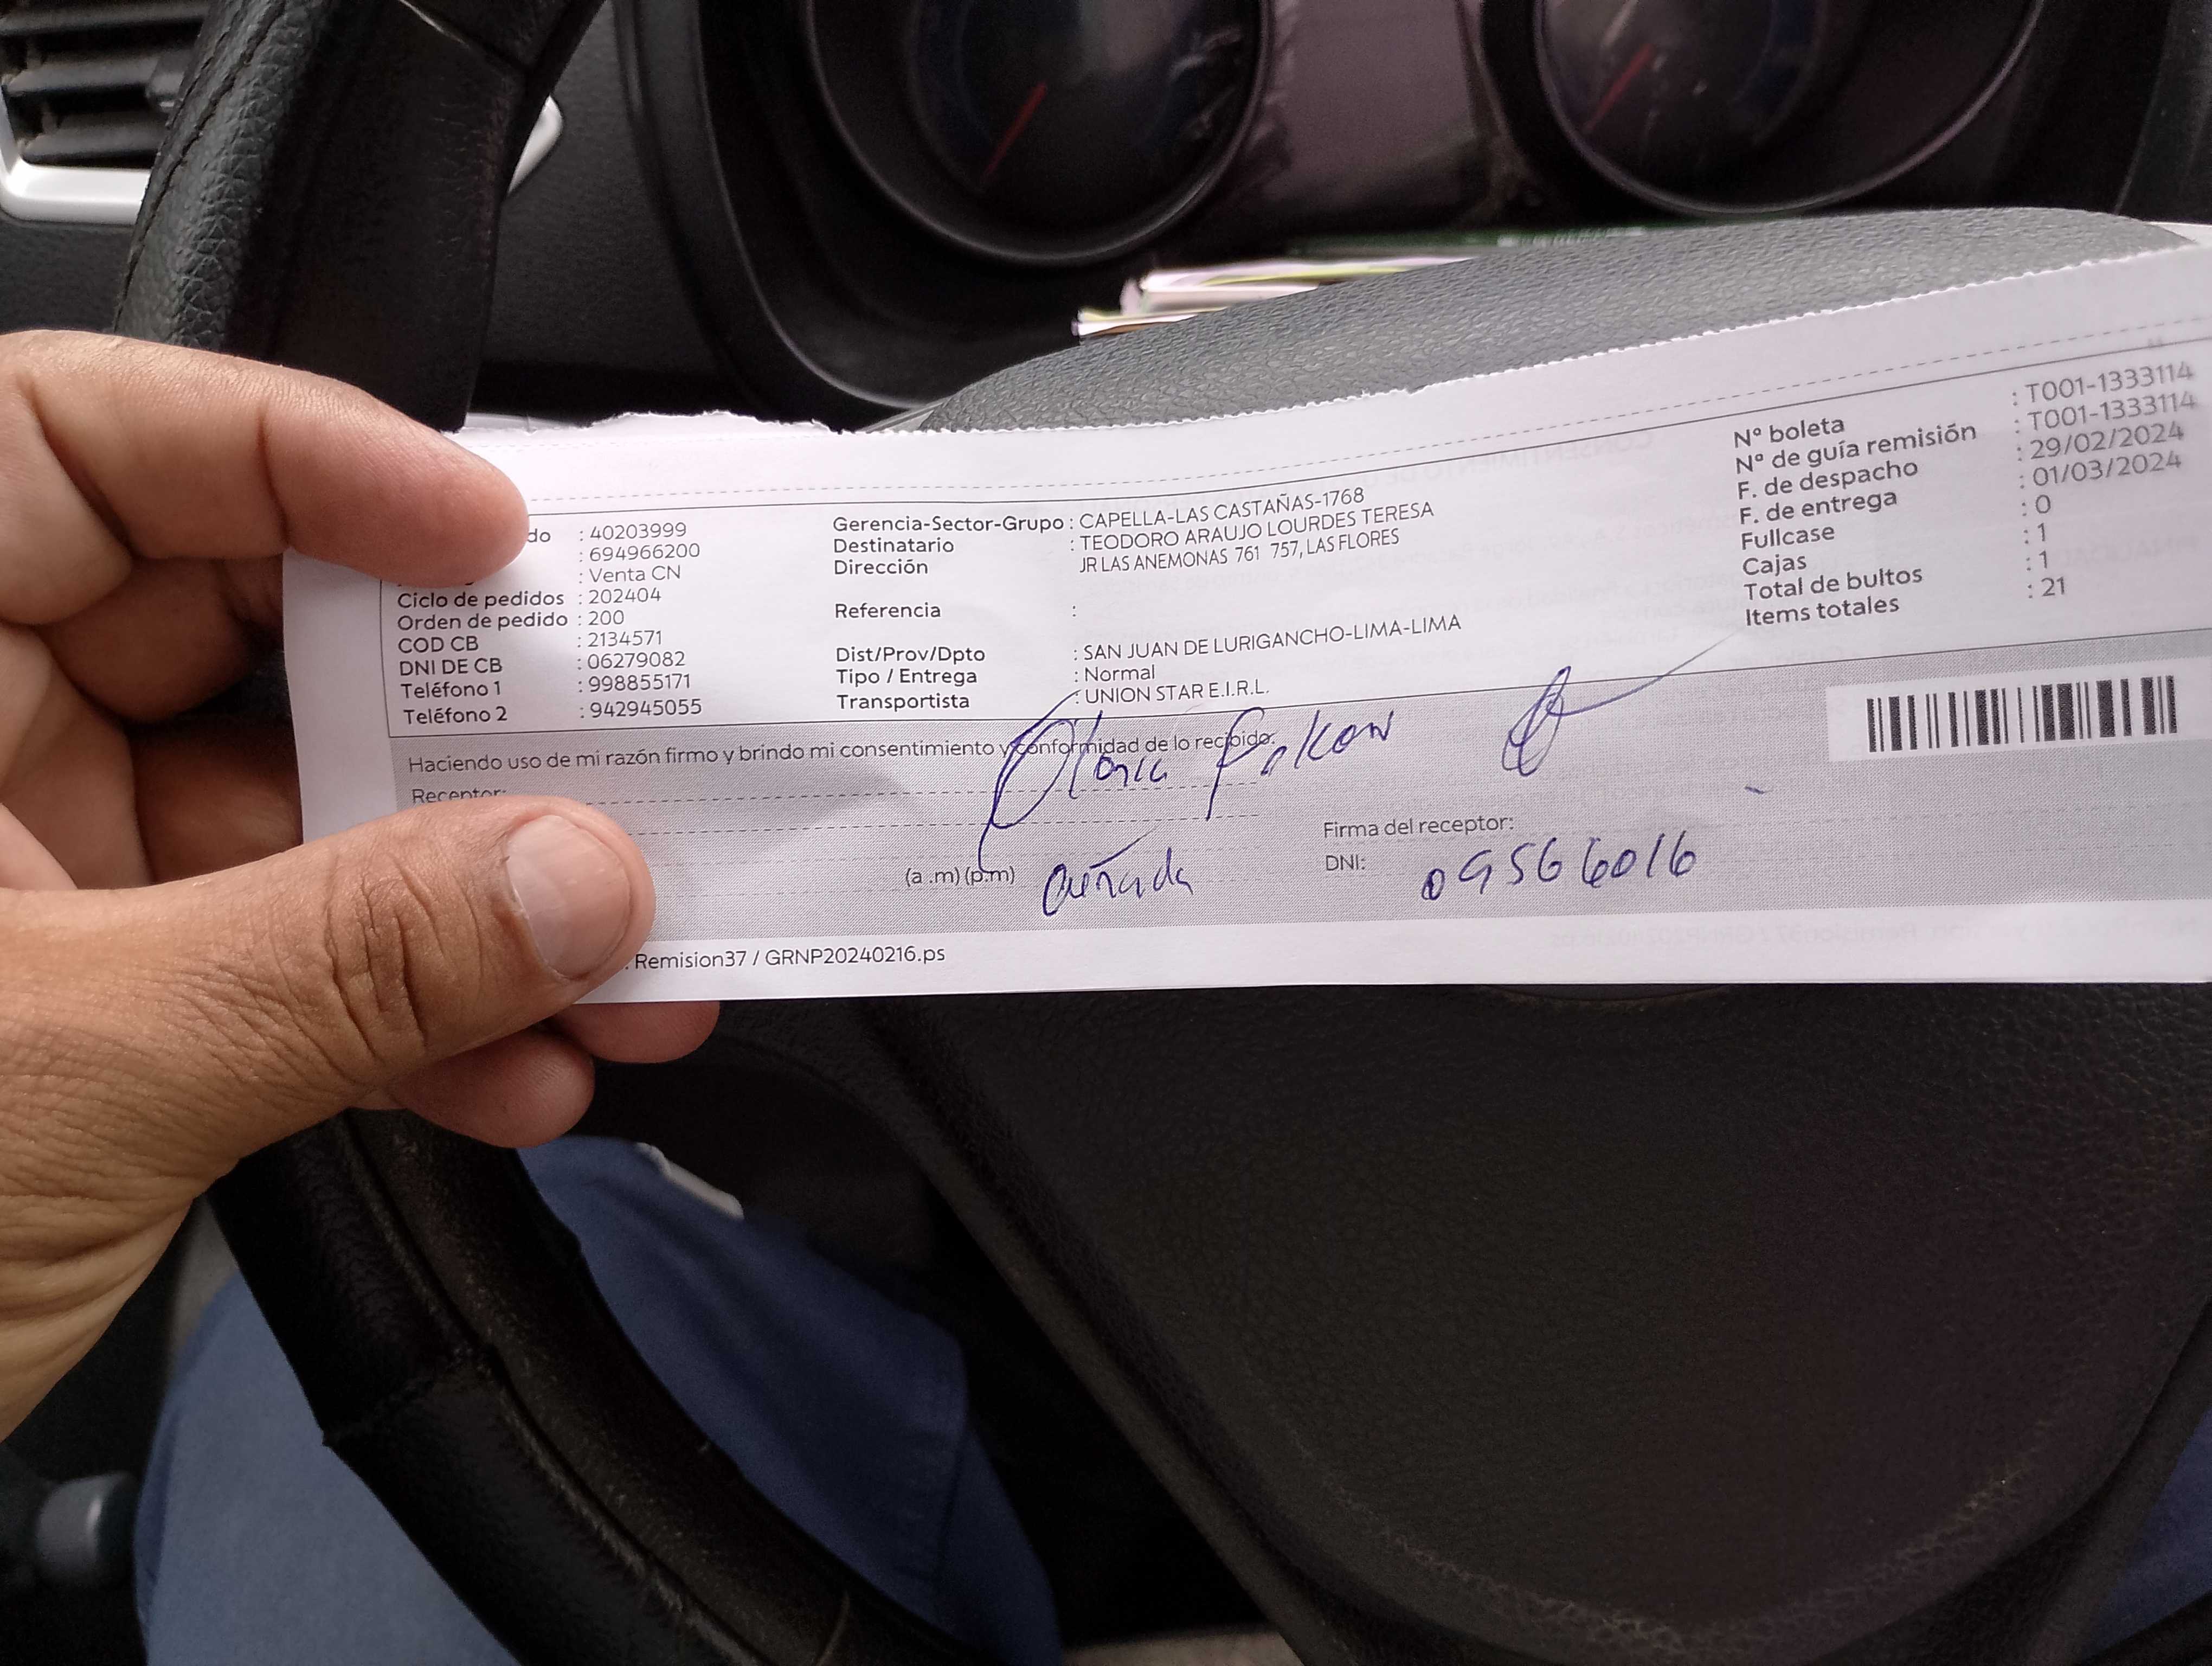 do : 40203999
: 694966200
: Venta CN
Ciclo de pedidos : 202404
Orden de pedido : 200
COD CB : 2134571
DNI DE CB : 06279082
Teléfono 1 : 998855171
Teléfono 2 : 942945055
Gerencia-Sector-Grupo : CAPELLA-LAS CASTAÑAS-1768
Destinatario : TEODORO ARAUJO LOURDES TERESA
Dirección JR LAS ANEMONAS 761 757, LAS FLORES
Referencia :
Dist/Prov/Dpto : SAN JUAN DE LURIGANCHO-LIMA-LIMA
Tipo / Entrega : Normal
Transportista : UNION STAR E.I.R.L.
Nº boleta : T001-1333114
Nº de guía remisión : T001-1333114
F. de despacho : 29/02/2024
F. de entrega : 01/03/2024
Fullcase : 0
Cajas : 1
Total de bultos : 1
Items totales : 21
Haciendo uso de mi razón firmo y brindo mi consentimiento y conformidad de lo recibido.
Receptor:
(a .m) (p.m) Cuñada
Firma del receptor:
DNI: 09566016
Remision37 / GRNP20240216.ps